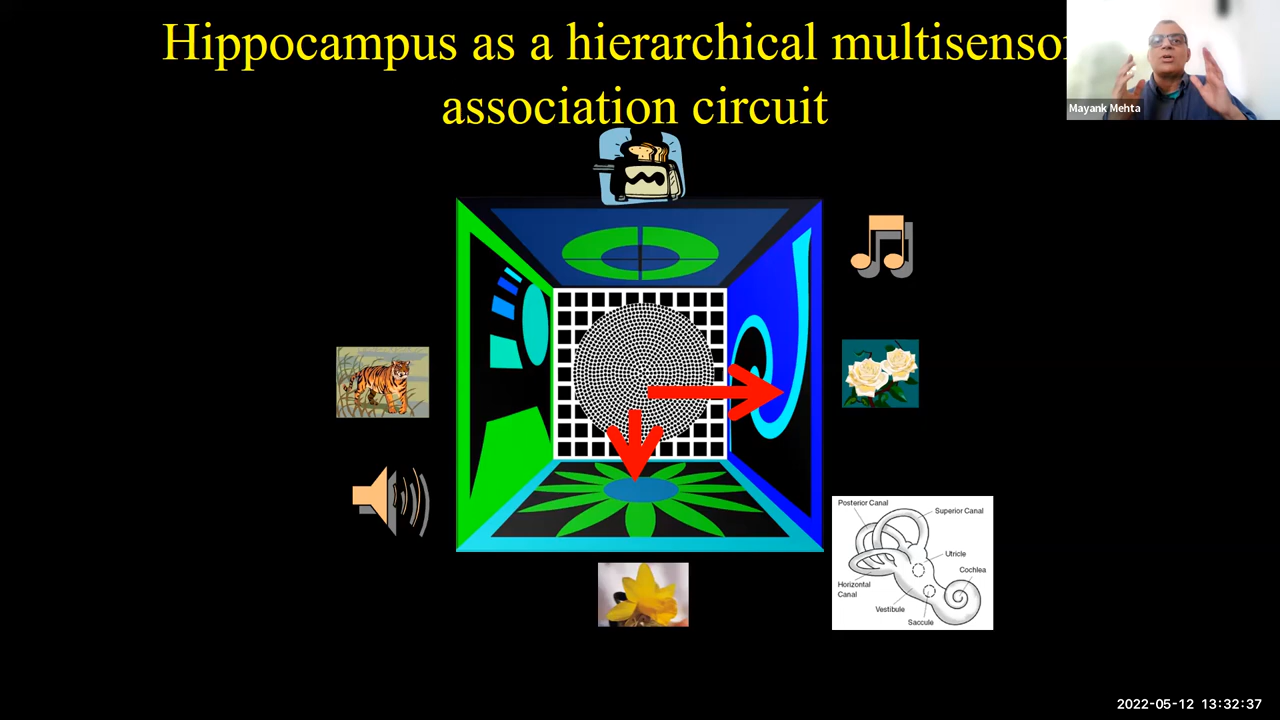 Hippocampus as a hierarchical
association circuit
Mayank Mehta
Posterior Canal
Superior Canal
Utricle
Cochlea
Horizontal
Canal
Vestibule
Saccule
2022-05-12 13:32:37